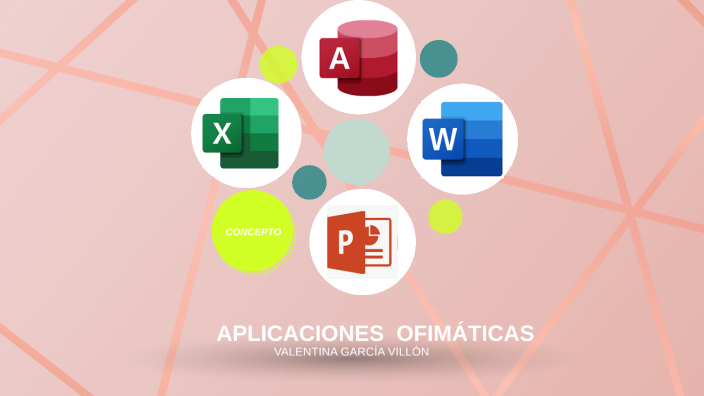 A
X
W
CONCEPTO
P
APLICACIONES OFIMÁTICAS
VALENTINA GARCÍA VILLÓN